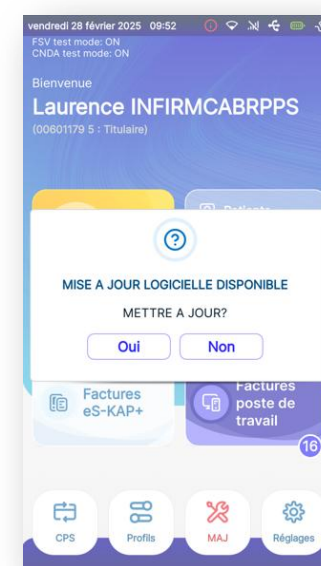 vendredi 28 février 2025 09:52
FSV test mode: ON
CNDA test mode: ON
Bienvenue
Laurence INFIRMCABRPPS
(00601179 5 : Titulaire)
Patients
MISE A JOUR LOGICIELLE DISPONIBLE
METTRE A JOUR?
Oui
Non
Factures
eS-KAP+
Factures
poste de
travail
16
CPS
Profils
MAJ
Réglages